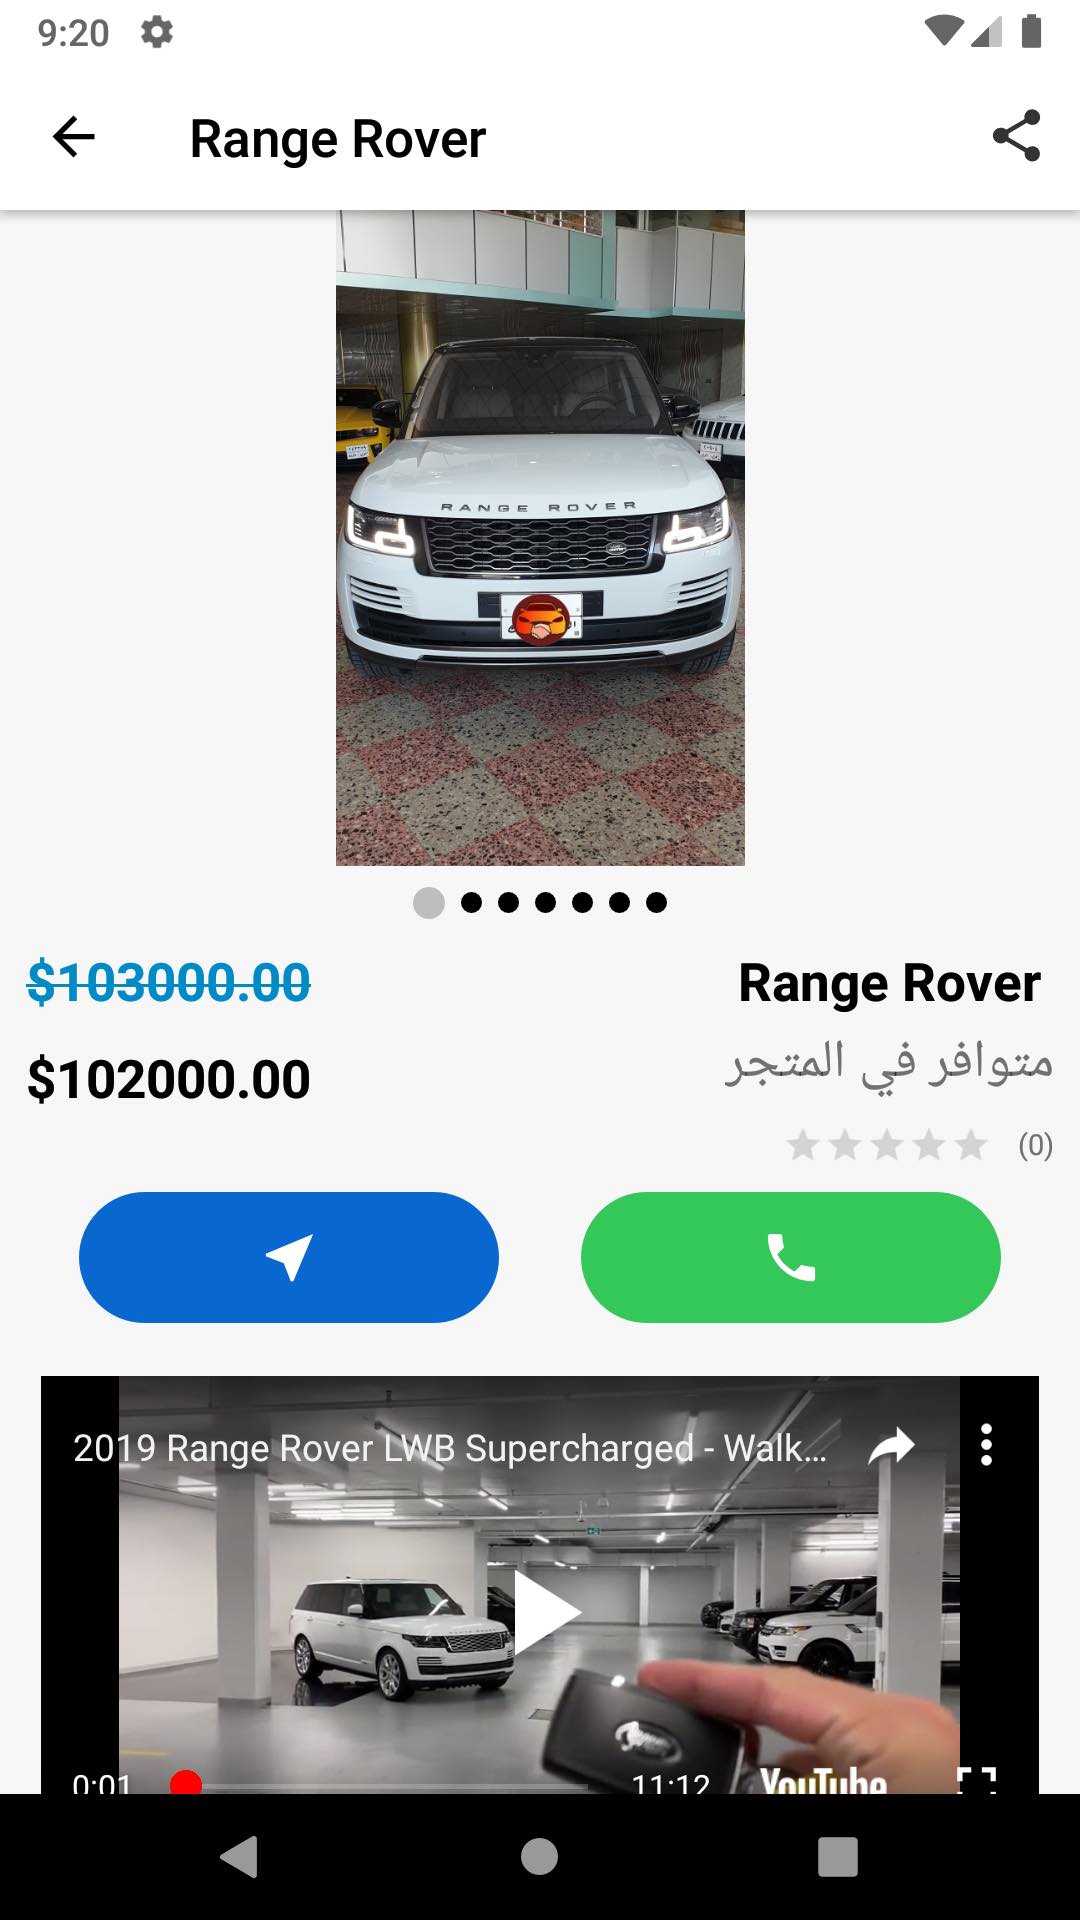 9:20
Range Rover
RANGE ROVER
$103000.00
Range Rover
$102000.00
متوافر في المتجر
(0)
2019 Range Rover LWB Supercharged - Walk...
0:01
11:12
YouTube